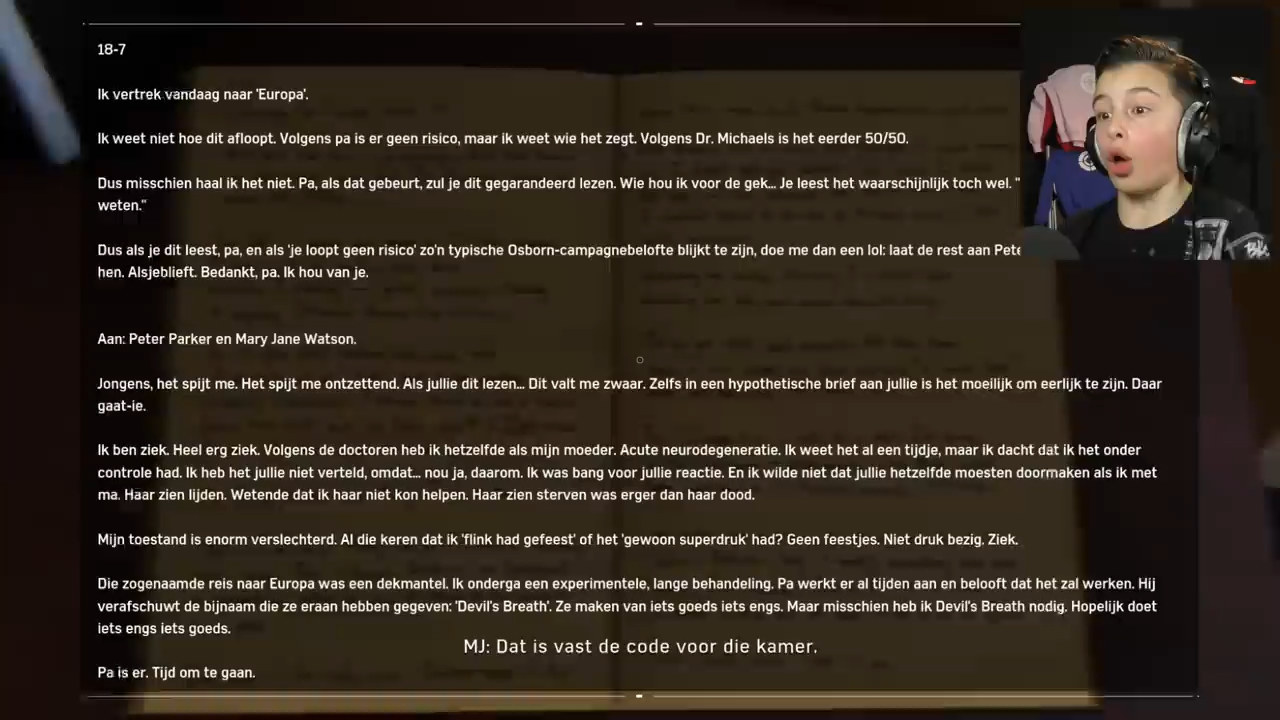 18-7
Ik vertrek vandaag naar 'Europa'.
Ik weet niet hoe dit afloopt. Volgens pa is er geen risico, maar ik weet wie het zegt. Volgens Dr. Michaels is het eerder 50/50.
Dus misschien haal ik het niet. Pa, als dat gebeurt, zul je dit gegarandeerd lezen. Wie hou ik voor de gek... Je leest het waarschijnlijk toch wel. "
weten."
Dus als je dit leest, pa, en als 'je loopt geen risico' zo'n typische Osborn-campagnebelofte blijkt te zijn, doe me dan een lol: laat de rest aan Pete
hen. Alsjeblieft. Bedankt, pa. Ik hou van je.
Aan: Peter Parker en Mary Jane Watson.
Jongens, het spijt me. Het spijt me ontzettend. Als jullie dit lezen... Dit valt me zwaar. Zelfs in een hypothetische brief aan jullie is het moeilijk om eerlijk te zijn. Daar
gaat-ie.
Ik ben ziek. Heel erg ziek. Volgens de doctoren heb ik hetzelfde als mijn moeder. Acute neurodegeneratie. Ik weet het al een tijdje, maar ik dacht dat ik het onder
controle had. Ik heb het jullie niet verteld, omdat... nou ja, daarom. Ik was bang voor jullie reactie. En ik wilde niet dat jullie hetzelfde moesten doormaken als ik met
ma. Haar zien lijden. Wetende dat ik haar niet kon helpen. Haar zien sterven was erger dan haar dood.
Mijn toestand is enorm verslechterd. Al die keren dat ik 'flink had gefeest' of het 'gewoon superdruk' had? Geen feestjes. Niet druk bezig. Ziek.
Die zogenaamde reis naar Europa was een dekmantel. Ik onderga een experimentele, lange behandeling. Pa werkt er al tijden aan en belooft dat het zal werken. Hij
verafschuwt de bijnaam die ze eraan hebben gegeven: 'Devil's Breath'. Ze maken van iets goeds iets engs. Maar misschien heb ik Devil's Breath nodig. Hopelijk doet
iets engs iets goeds.
MJ: Dat is vast de code voor die kamer.
Pa is er. Tijd om te gaan.